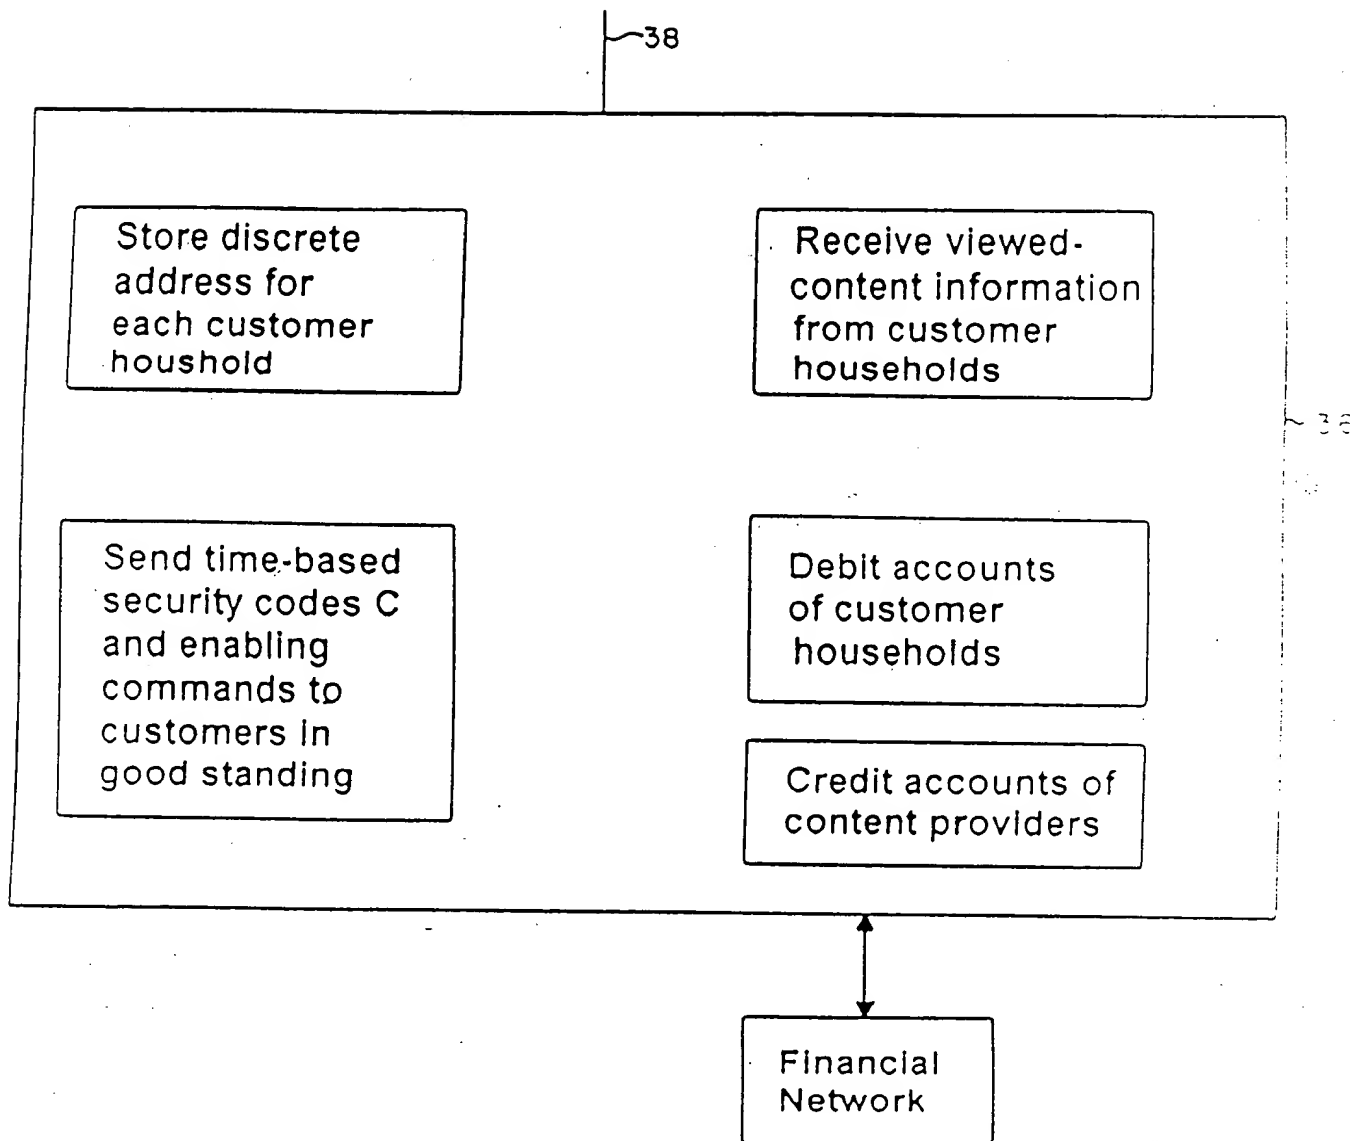 38
Store discrete
address for
each customer
houshold
Receive viewed-
content information
from customer
households
Send time-based
security codes C
and enabling
commands to
customers in
good standing
Debit accounts
of customer
households
Credit accounts of
content providers
Financial
Network